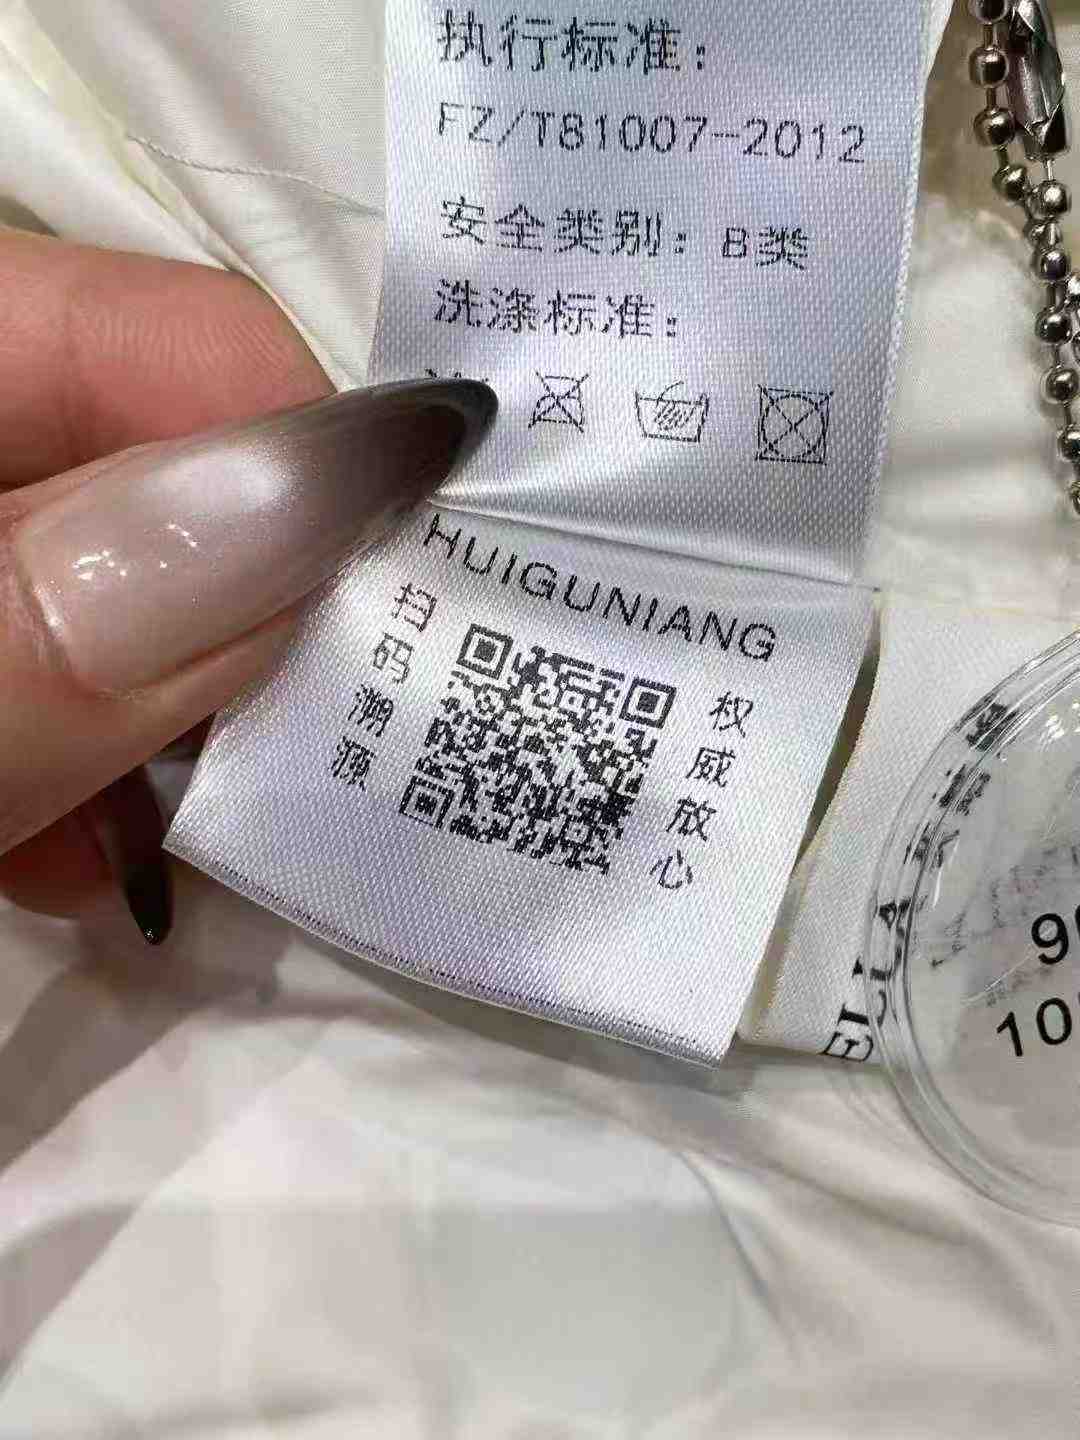 执行标准：
FZ/T81007-2012
安全类别：B类
洗涤标准：
HUIGUNIANG
扫码溯源
权威放心
ELLA